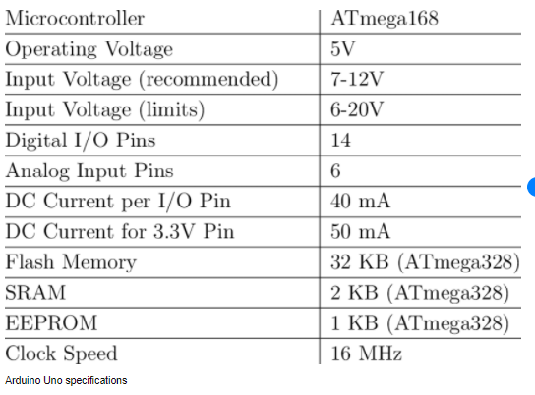 Microcontroller ATmega168
Operating Voltage 5V
Input Voltage (recommended) 7-12V
Input Voltage (limits) 6-20V
Digital I/O Pins 14
Analog Input Pins 6
DC Current per I/O Pin 40 mA
DC Current for 3.3V Pin 50 mA
Flash Memory 32 KB (ATmega328)
SRAM 2 KB (ATmega328)
EEPROM 1 KB (ATmega328)
Clock Speed 16 MHz
Arduino Uno specifications